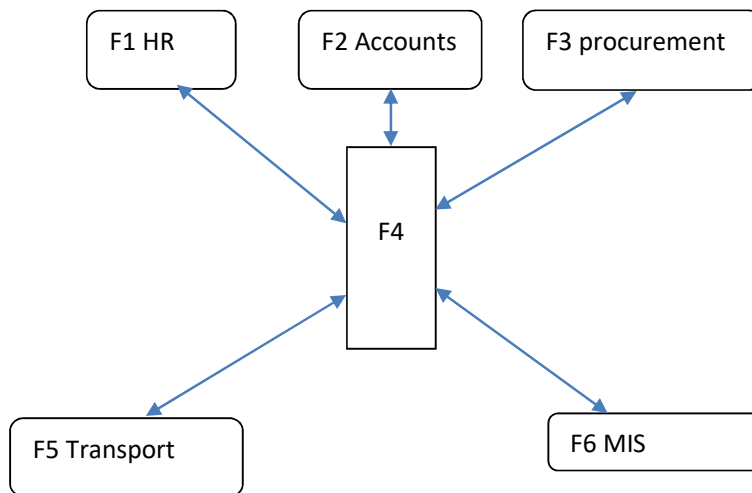 F1 HR
F2 Accounts
F3 procurement
F4
F5 Transport
F6 MIS